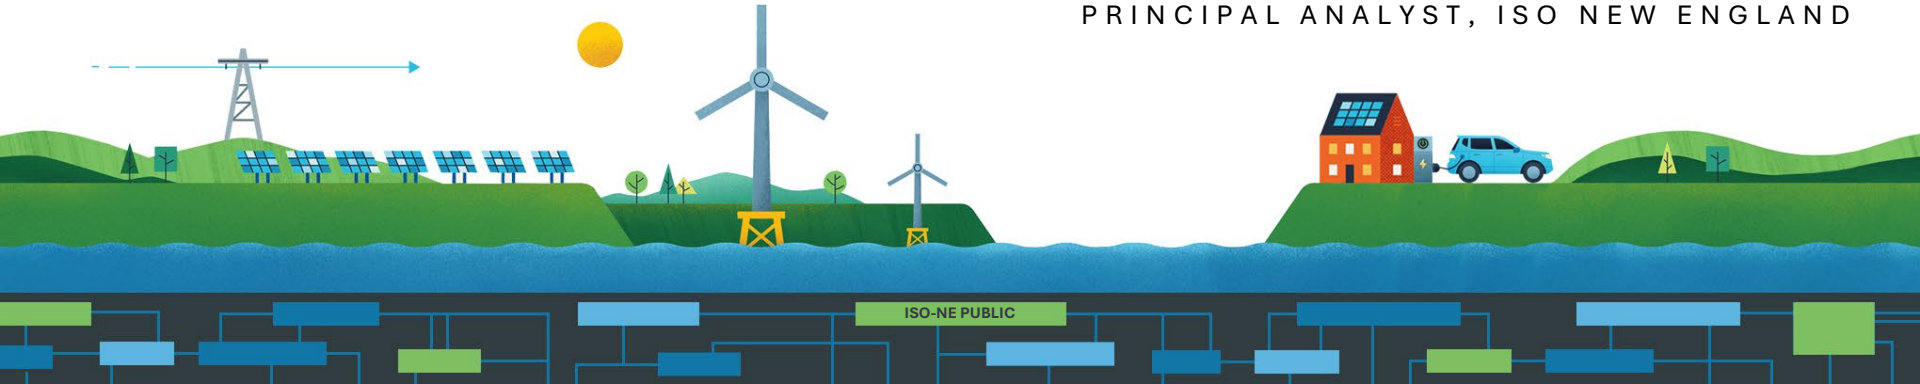 PRINCIPAL ANALYST, ISO NEW ENGLAND
ISO-NE PUBLIC